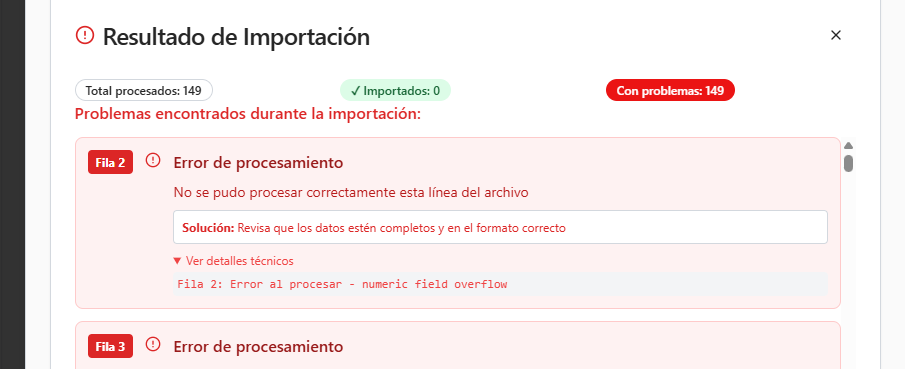 Resultado de Importación
Total procesados: 149
✓ Importados: 0
Con problemas: 149
Problemas encontrados durante la importación:
Fila 2
Error de procesamiento
No se pudo procesar correctamente esta línea del archivo
Solución: Revisa que los datos estén completos y en el formato correcto
▼ Ver detalles técnicos
Fila 2: Error al procesar - numeric field overflow
Fila 3
Error de procesamiento